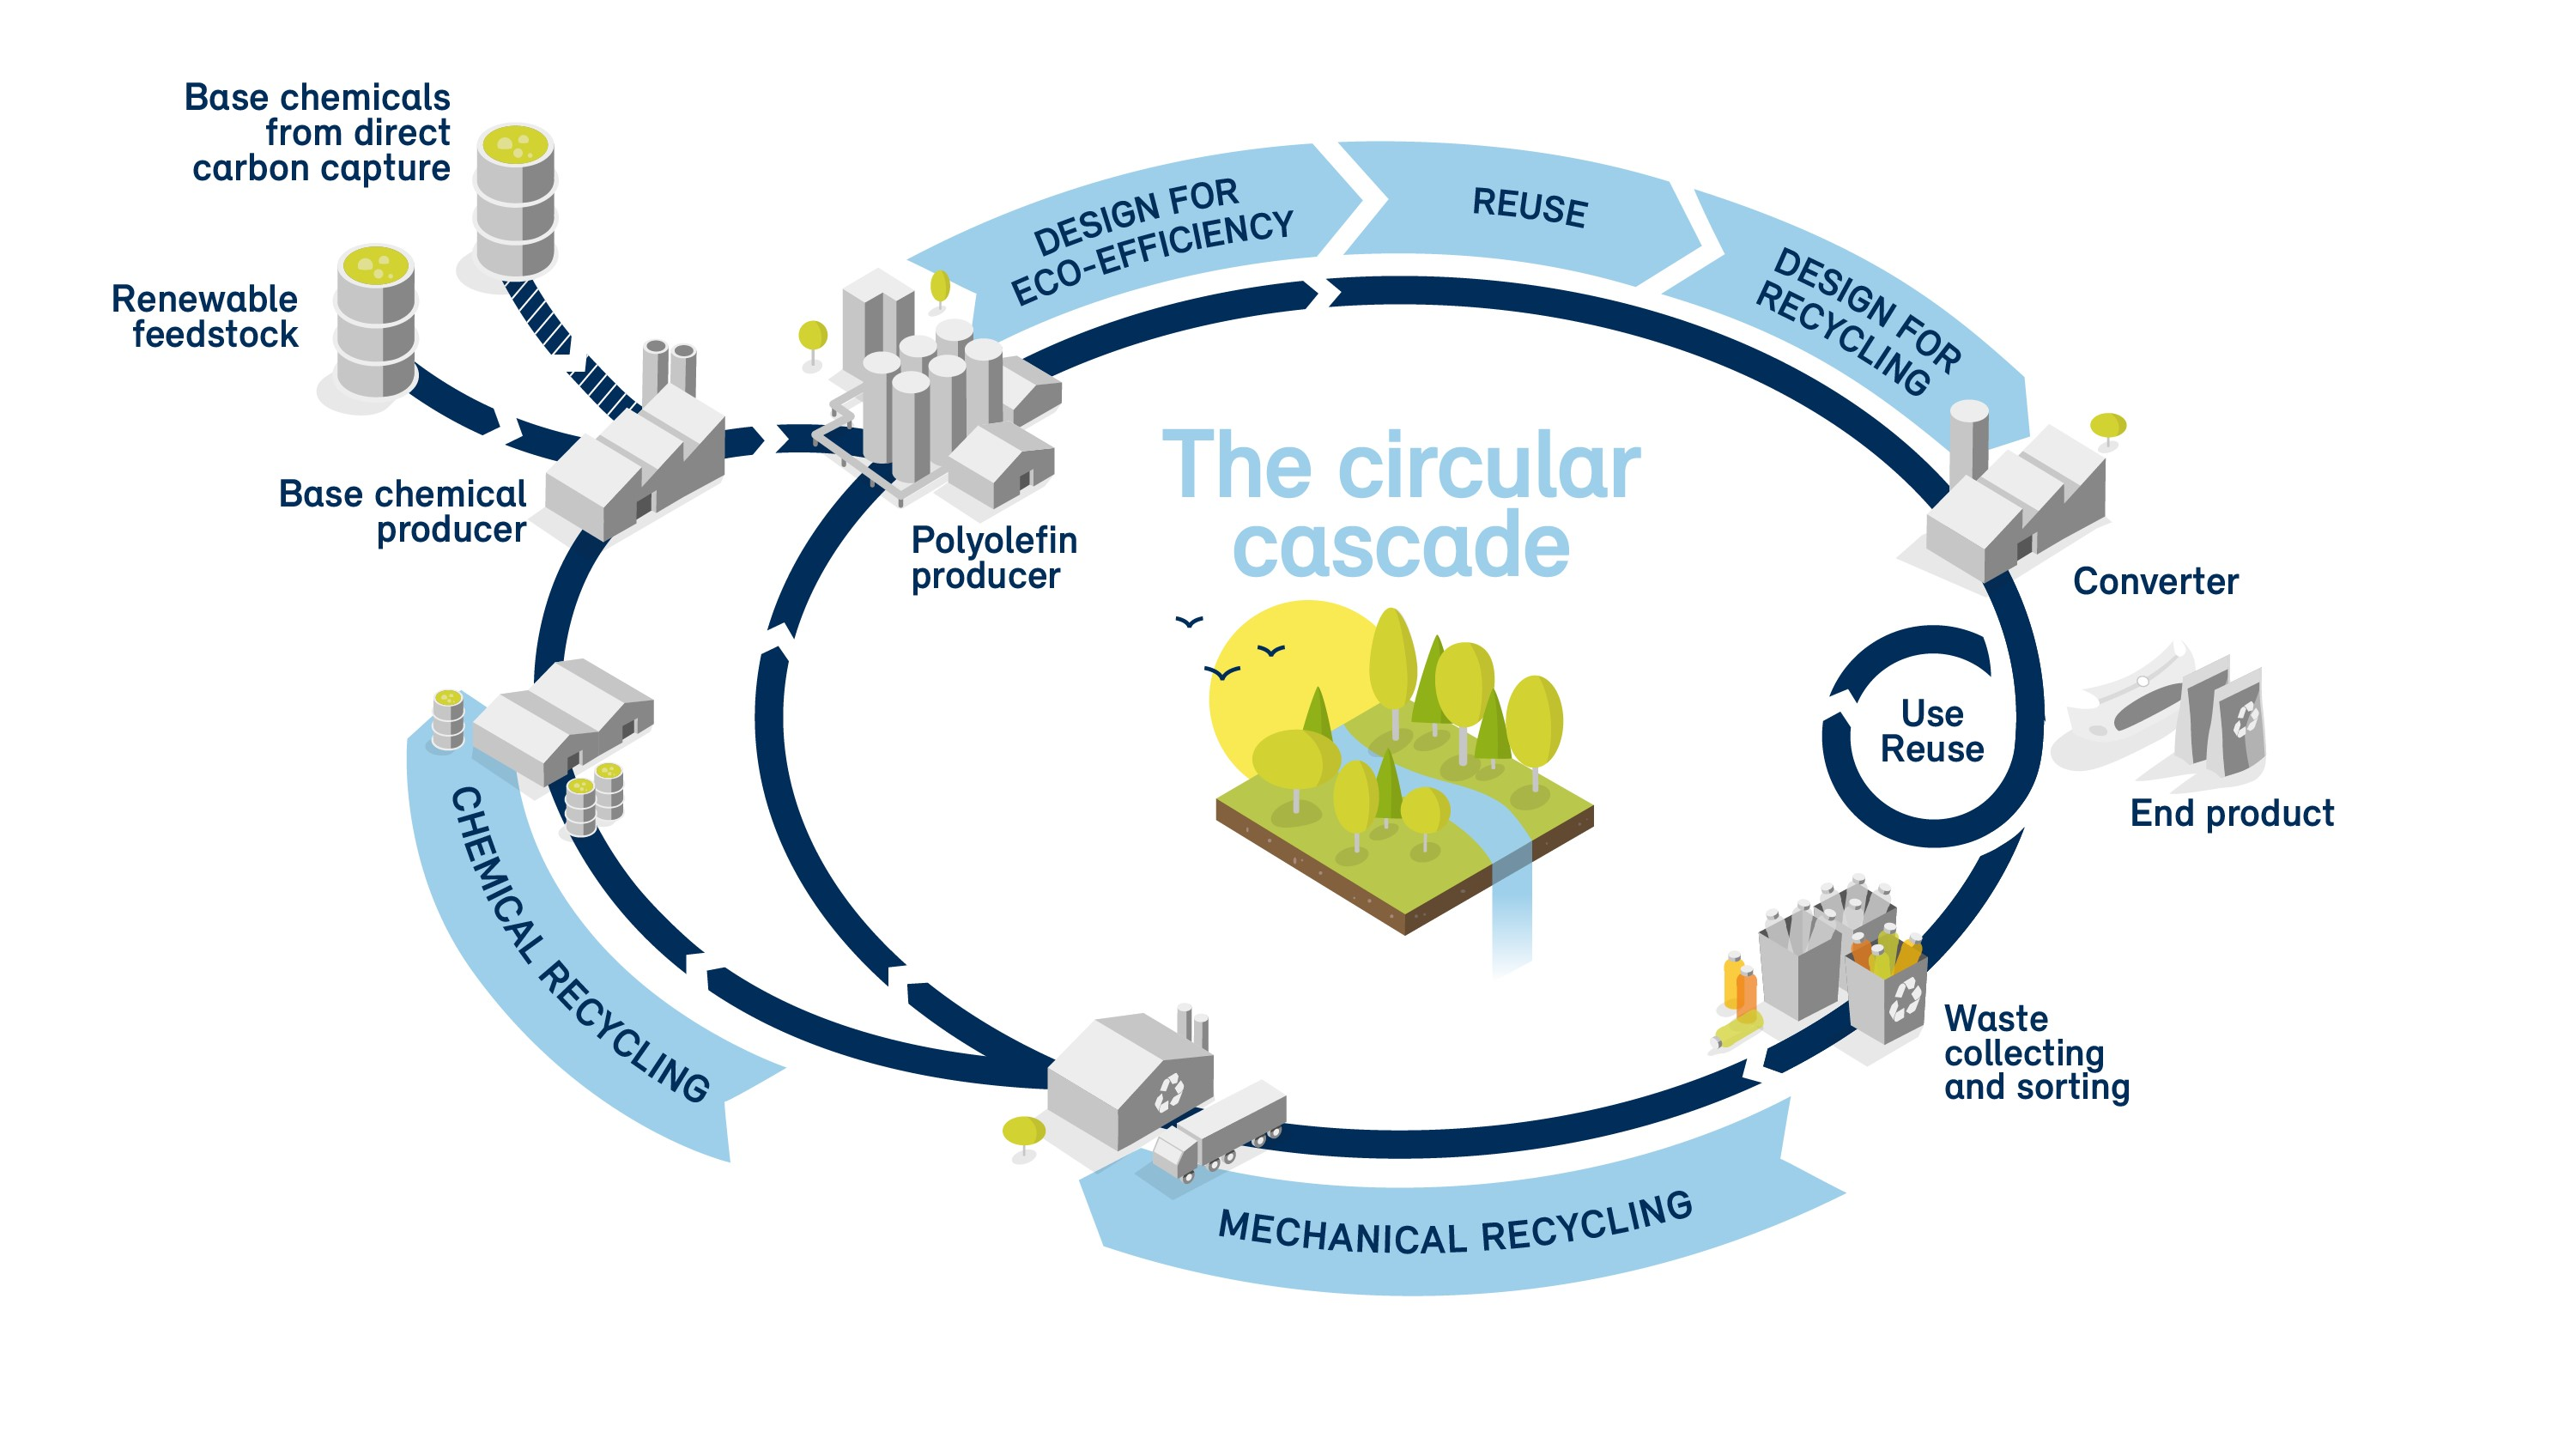 Base chemicals
from direct
carbon capture
Renewable
feedstock
Base chemical
producer
DESIGN FOR
ECO-EFFICIENCY
REUSE
DESIGN FOR
RECYCLING
The circular
cascade
Polyolefin
producer
Converter
Use
Reuse
End product
Waste
collecting
and sorting
CHEMICAL RECYCLING
MECHANICAL RECYCLING